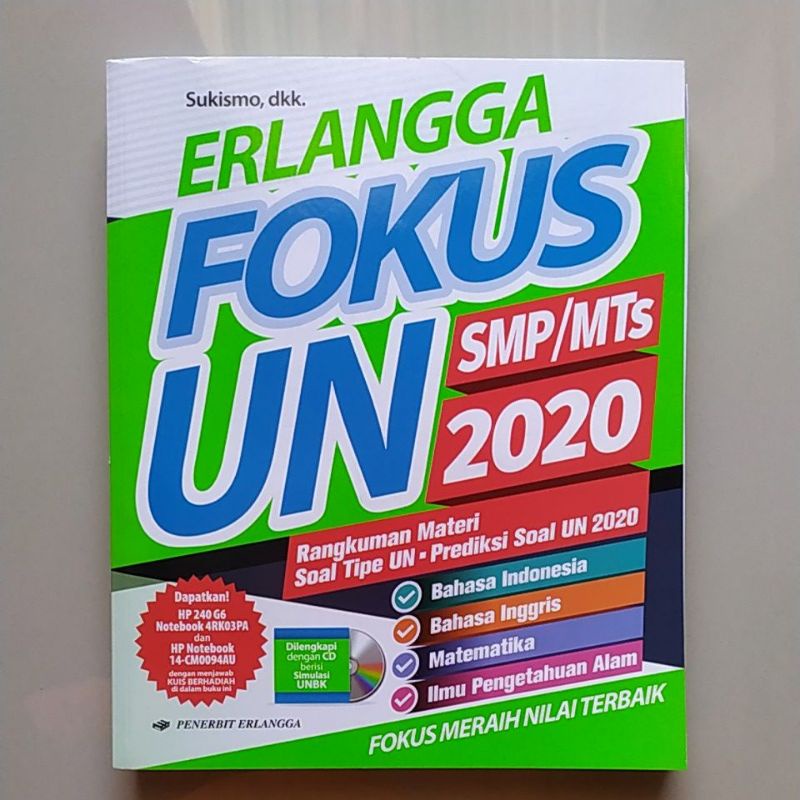 Sukismo, dkk.
ERLANGGA
FOKUS
UN
SMP/MTs
2020
Rangkuman Materi
Soal Tipe UN • Prediksi Soal UN 2020
Bahasa Indonesia
Bahasa Inggris
Matematika
Ilmu Pengetahuan Alam
Dapatkan!
HP 240 G6
Notebook 4RK03PA
dan
HP Notebook
14-CM0094AU
dengan menjawab
KUIS BERHADIAH
di dalam buku ini
Dilengkapi
dengan CD
berisi
Simulasi
UNBK
PENERBIT ERLANGGA
FOKUS MERAIH NILAI TERBAIK